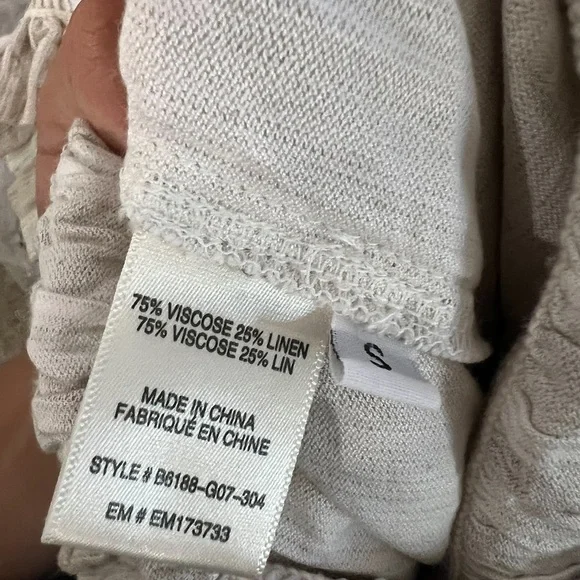 75% VISCOSE 25% LINEN
75% VISCOSE 25% LIN
MADE IN CHINA
FABRIQUÉ EN CHINE
STYLE # B6188-G07-304
EM # EM173733
S